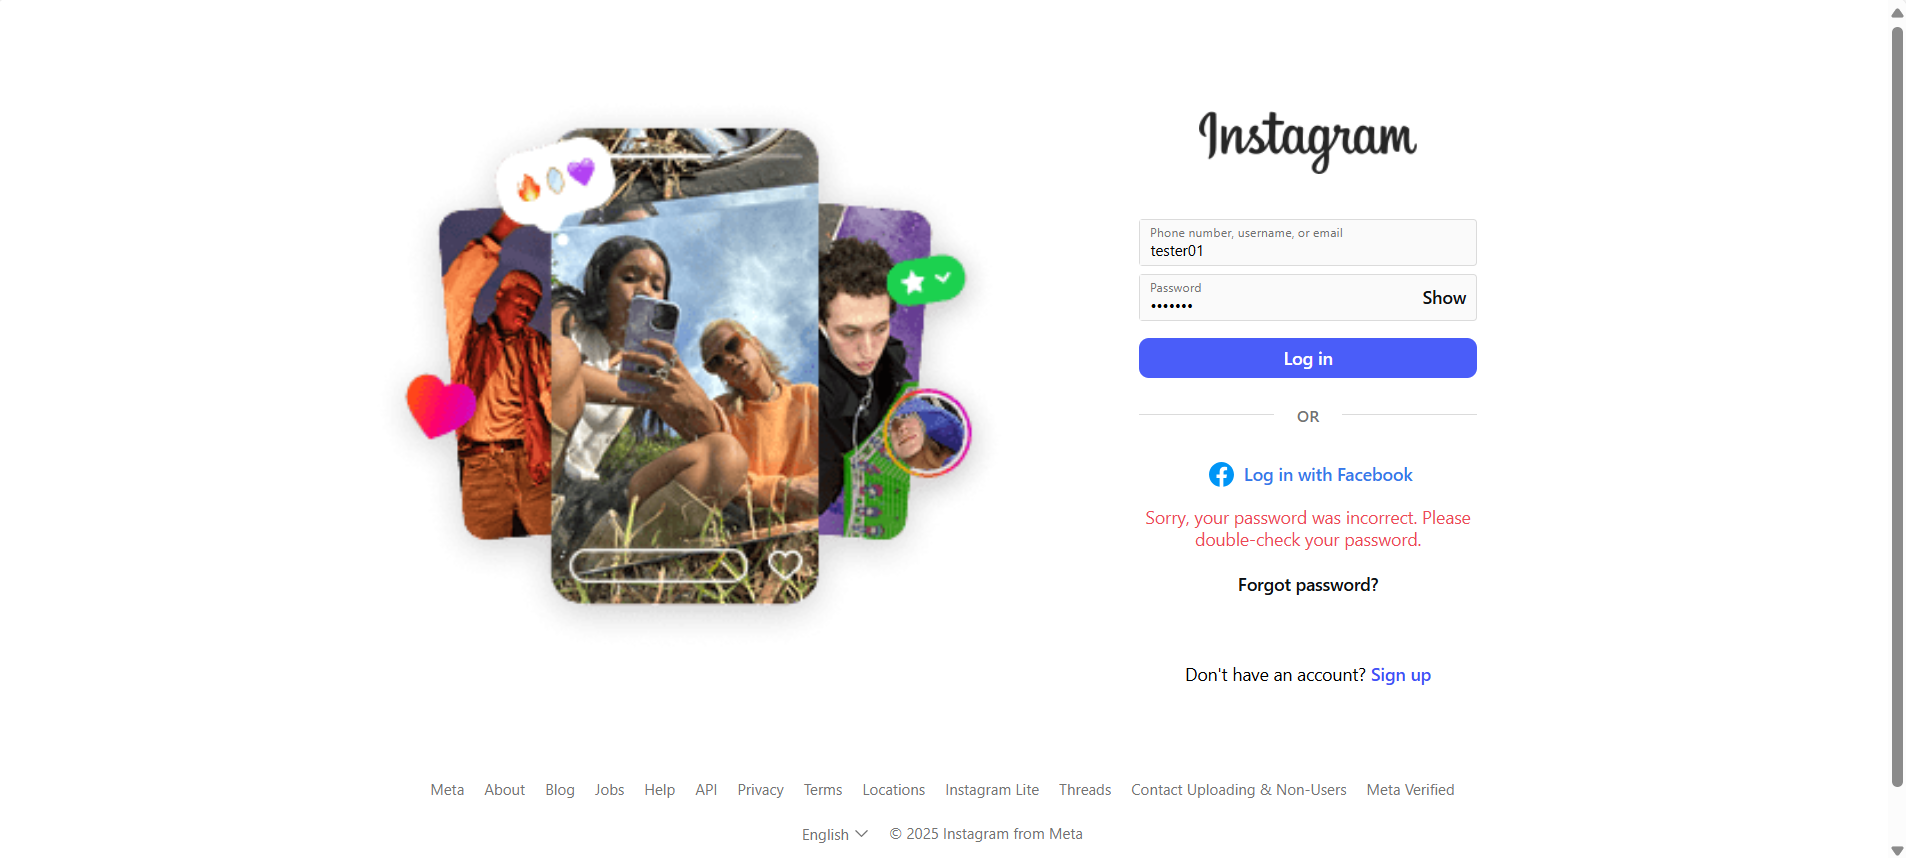 Instagram
Phone number, username, or email
tester01
Password
•••••••
Show
Log in
OR
Log in with Facebook
Sorry, your password was incorrect. Please
double-check your password.
Forgot password?
Don't have an account? Sign up
Meta About Blog Jobs Help API Privacy Terms Locations Instagram Lite Threads Contact Uploading & Non-Users Meta Verified
English © 2025 Instagram from Meta